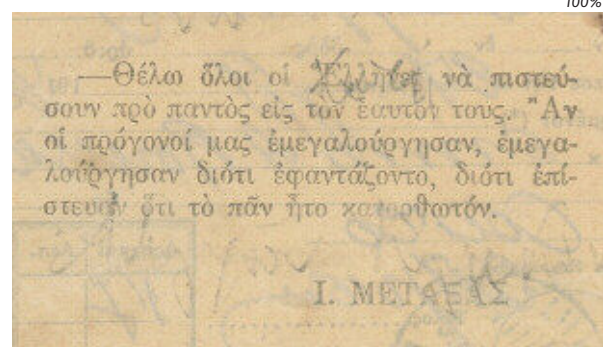 100%
—Θέλω ὅλοι οἱ Ἕλληνες νὰ πιστεύ-
σουν πρὸ παντὸς εἰς τὸν ἑαυτόν τους. Ἂν
οἱ πρόγονοί μας ἐμεγαλούργησαν, ἐμεγα-
λούργησαν διότι ἐφαντάζοντο, διότι ἐπί-
στευαν ὅτι τὸ πᾶν ἦτο κατορθωτόν.
Ι. ΜΕΤΑΞΑΣ